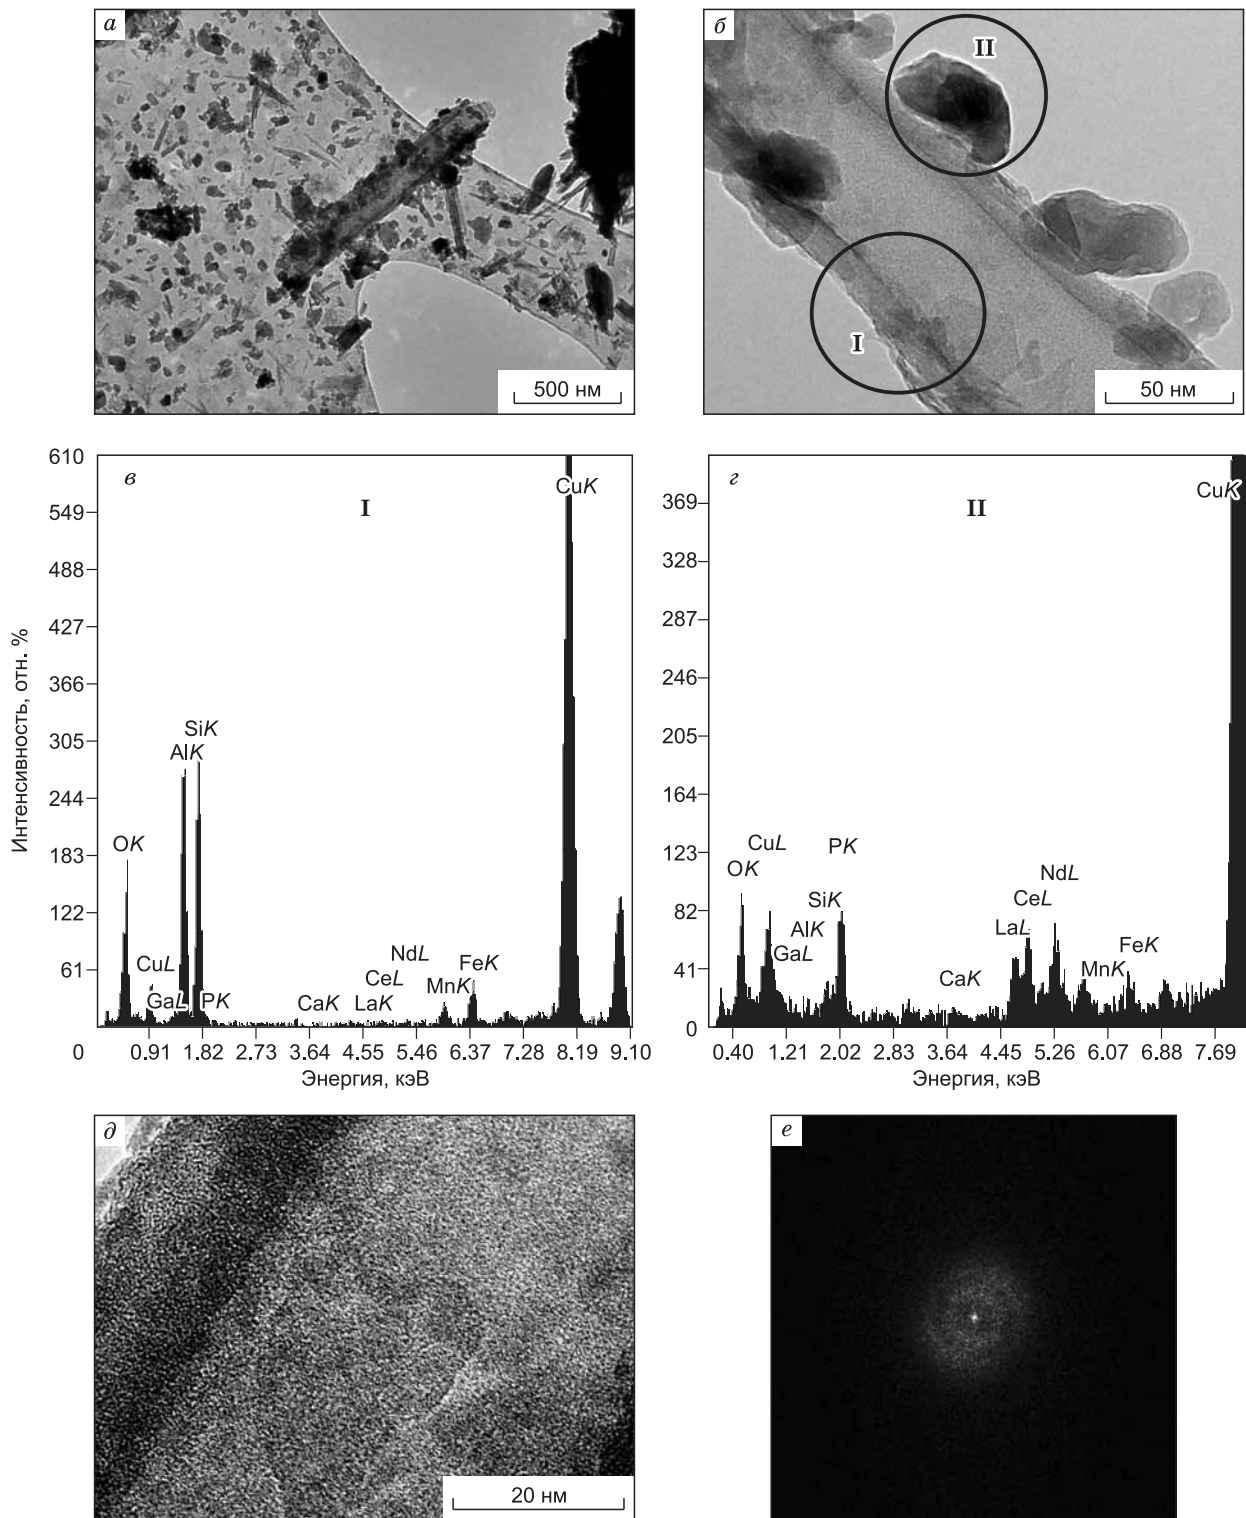 а
500 нм
б
II
I
50 нм
Интенсивность, отн. %
в
I
610
549
488
427
366
305
244
183
122
61
0
OK
CuL
GaL
AlK
SiK
PK
CaK
NdL
CeL
LaK
MnK
FeK
CuK
0.91 1.82 2.73 3.64 4.55 5.46 6.37 7.28 8.19 9.10
Энергия, кэВ
г
II
369
328
287
246
205
164
123
82
41
0
OK
CuL
GaL
AlK
SiK
PK
CaK
LaL
CeL
NdL
MnK
FeK
CuK
0.40 1.21 2.02 2.83 3.64 4.45 5.26 6.07 6.88 7.69
Энергия, кэВ
д
20 нм
е